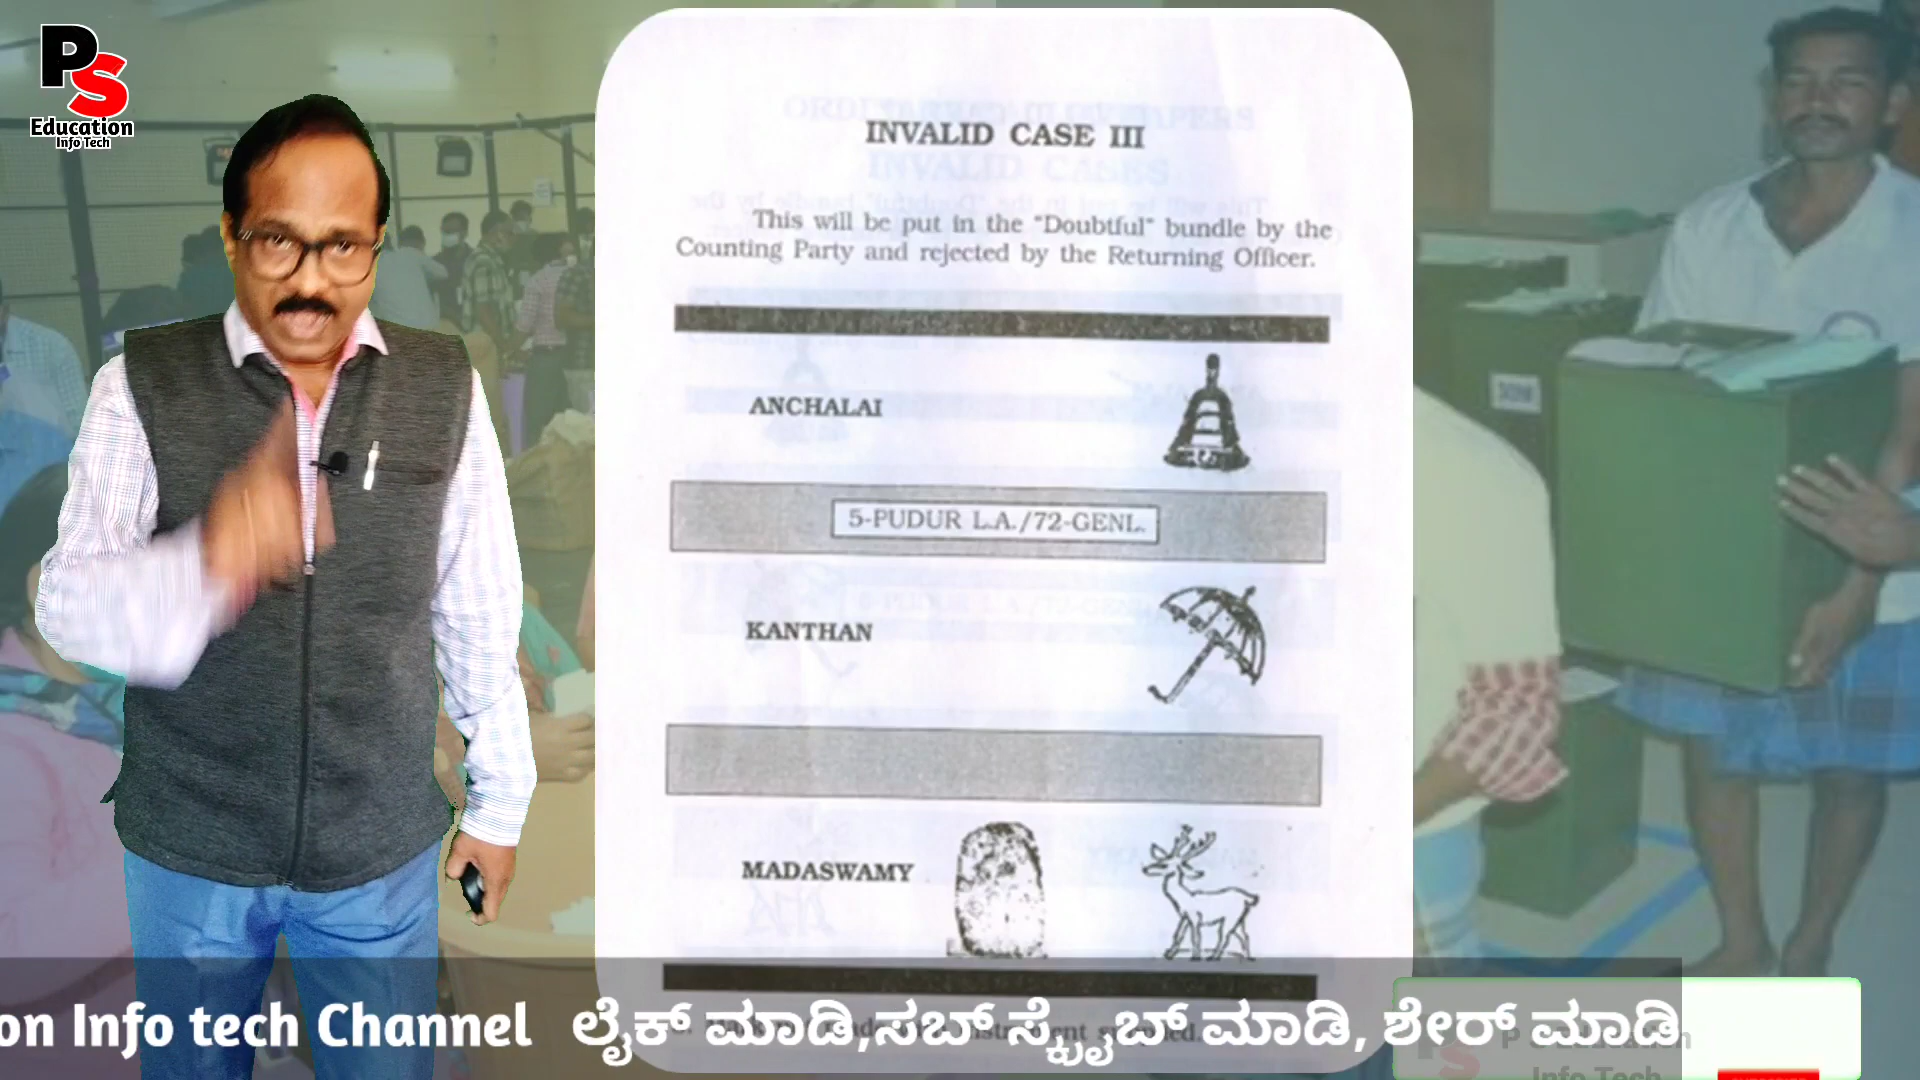 PS
Education
Info Tech
INVALID CASE III
This will be put in the "Doubtful" bundle by the
Counting Party and rejected by the Returning Officer.
ANCHALAI
5-PUDUR L.A./72-GENL.
KANTHAN
MADASWAMY
on Info tech Channel ಲೈಕ್ ಮಾಡಿ,ಸಬ್ ಸ್ಕ್ರೈಬ್ ಮಾಡಿ, ಶೇರ್ ಮಾಡಿ